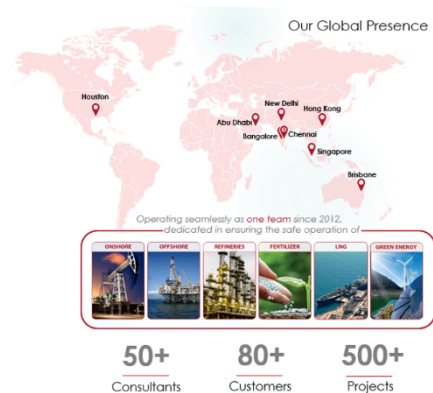 Our Global Presence
Houston
New Delhi
Hong Kong
Abu Dhabi
Bangalore
Chennai
Singapore
Brisbane
Operating seamlessly as one team since 2012,
dedicated in ensuring the safe operation of
ONSHORE
OFFSHORE
REFINERIES
FERTILIZER
LNG
GREEN ENERGY
50+
80+
500+
Consultants
Customers
Projects